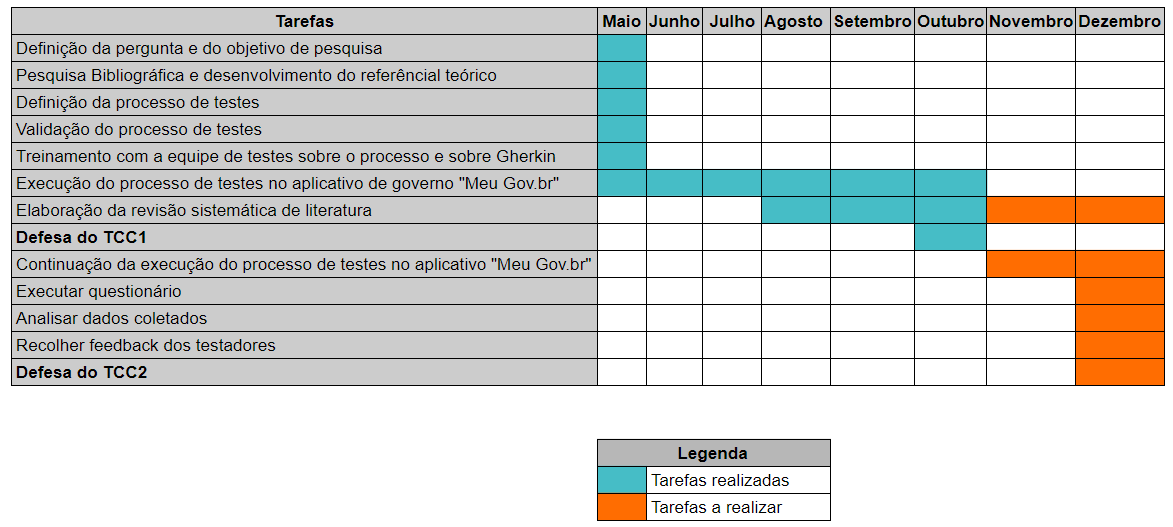 Tarefas Maio Junho Julho Agosto Setembro Outubro Novembro Dezembro
Definição da pergunta e do objetivo de pesquisa
Pesquisa Bibliográfica e desenvolvimento do referêncial teórico
Definição da processo de testes
Validação do processo de testes
Treinamento com a equipe de testes sobre o processo e sobre Gherkin
Execução do processo de testes no aplicativo de governo "Meu Gov.br"
Elaboração da revisão sistemática de literatura
Defesa do TCC1
Continuação da execução do processo de testes no aplicativo "Meu Gov.br"
Executar questionário
Analisar dados coletados
Recolher feedback dos testadores
Defesa do TCC2
Legenda
Tarefas realizadas
Tarefas a realizar